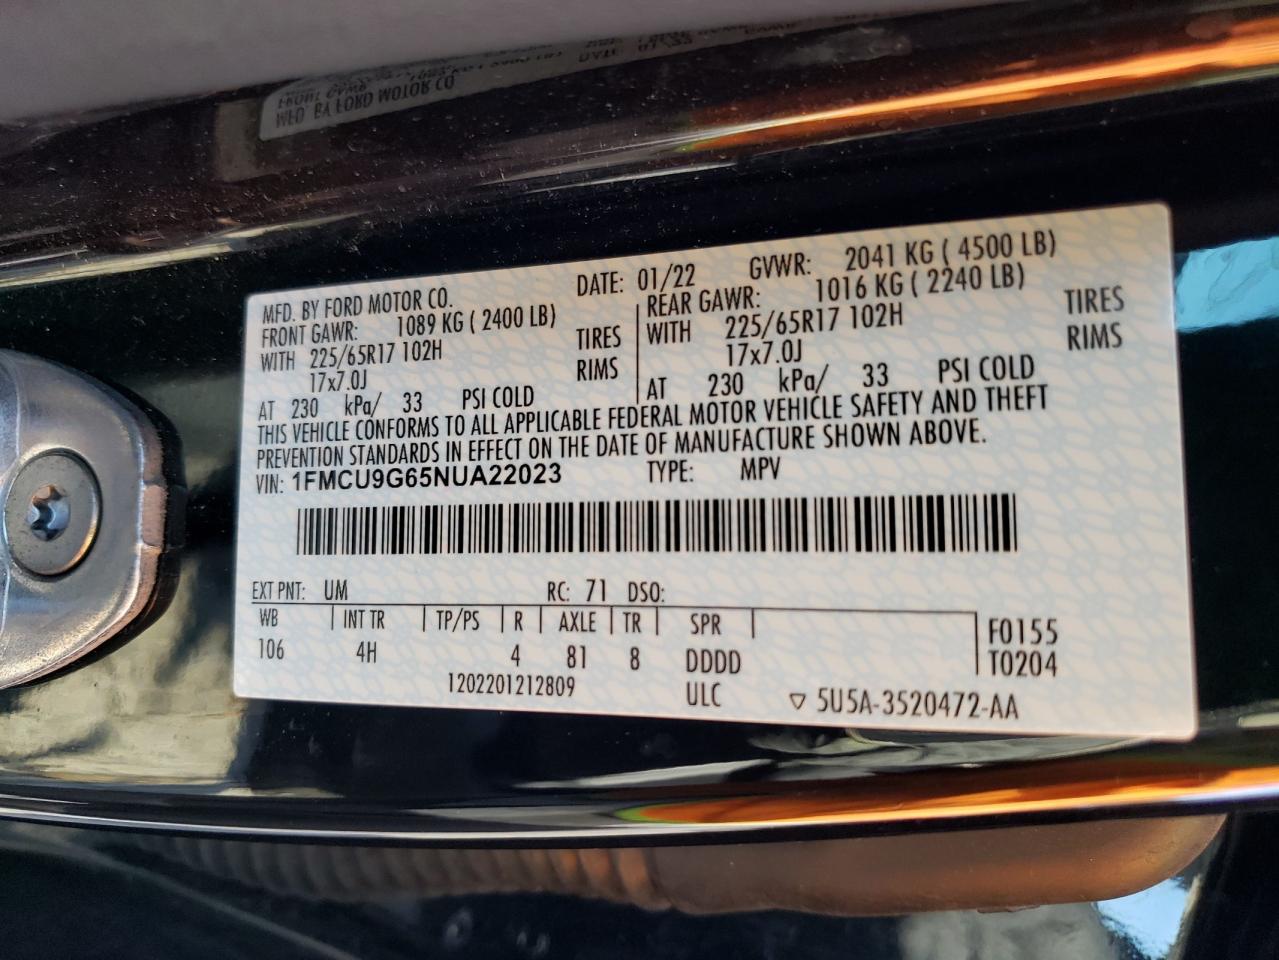 MFD. BY FORD MOTOR CO. DATE: 01/22 GVWR: 2041 KG ( 4500 LB)
FRONT GAWR: 1089 KG ( 2400 LB) REAR GAWR: 1016 KG ( 2240 LB)
WITH 225/65R17 102H TIRES WITH 225/65R17 102H TIRES
17x7.0J RIMS 17x7.0J RIMS
AT 230 kPa/ 33 PSI COLD AT 230 kPa/ 33 PSI COLD
THIS VEHICLE CONFORMS TO ALL APPLICABLE FEDERAL MOTOR VEHICLE SAFETY AND THEFT
PREVENTION STANDARDS IN EFFECT ON THE DATE OF MANUFACTURE SHOWN ABOVE.
VIN: 1FMCU9G65NUA22023 TYPE: MPV
EXT PNT: UM RC: 71 DSO:
WB INT TR TP/PS R AXLE TR SPR F0155
106 4H 4 81 8 DDDD T0204
1202201212809 ULC ▽ 5U5A-3520472-AA